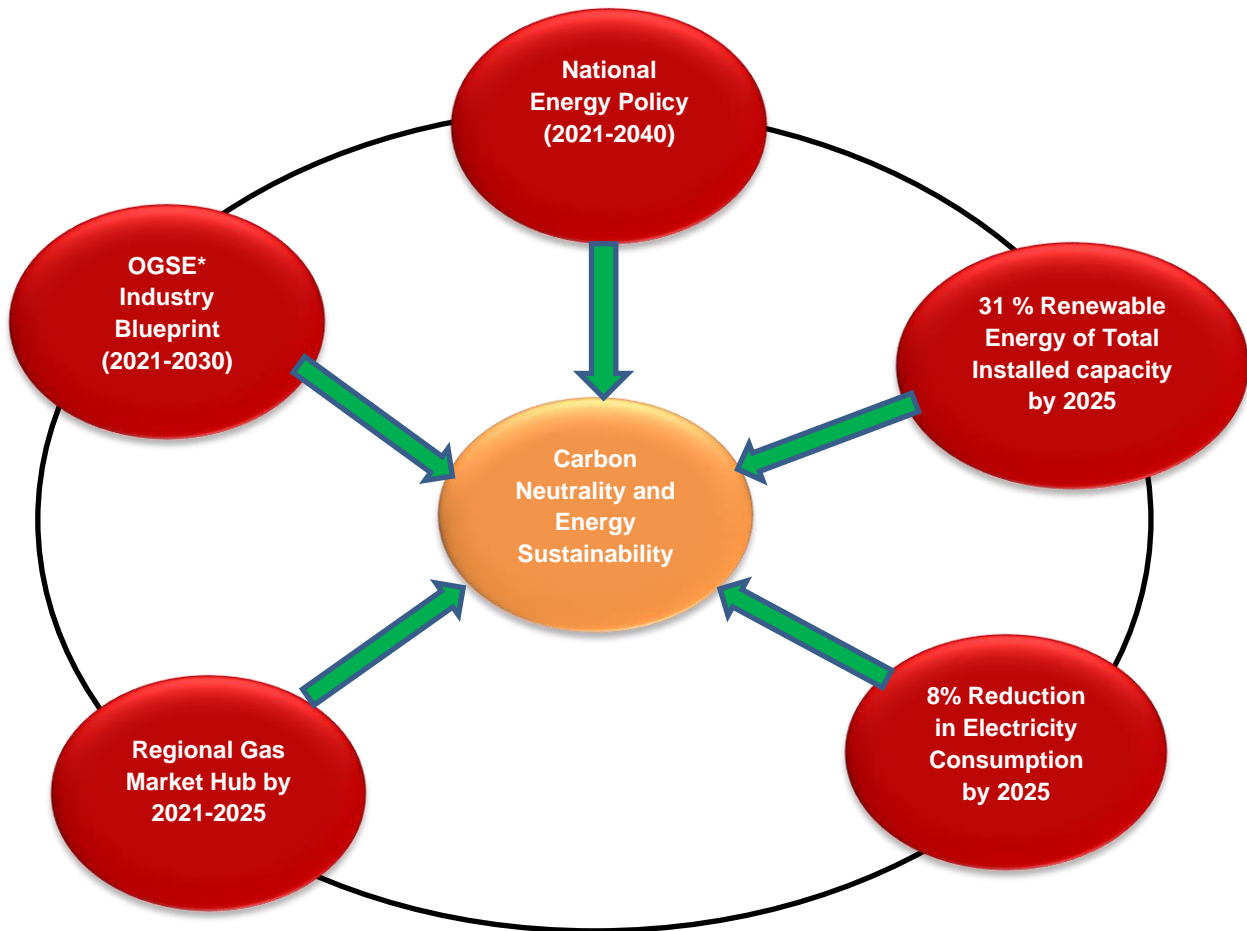 National
Energy Policy
(2021-2040)
OGSE*
Industry
Blueprint
(2021-2030)
31 % Renewable
Energy of Total
Installed capacity
by 2025
Carbon
Neutrality and
Energy
Sustainability
Regional Gas
Market Hub by
2021-2025
8% Reduction
in Electricity
Consumption
by 2025